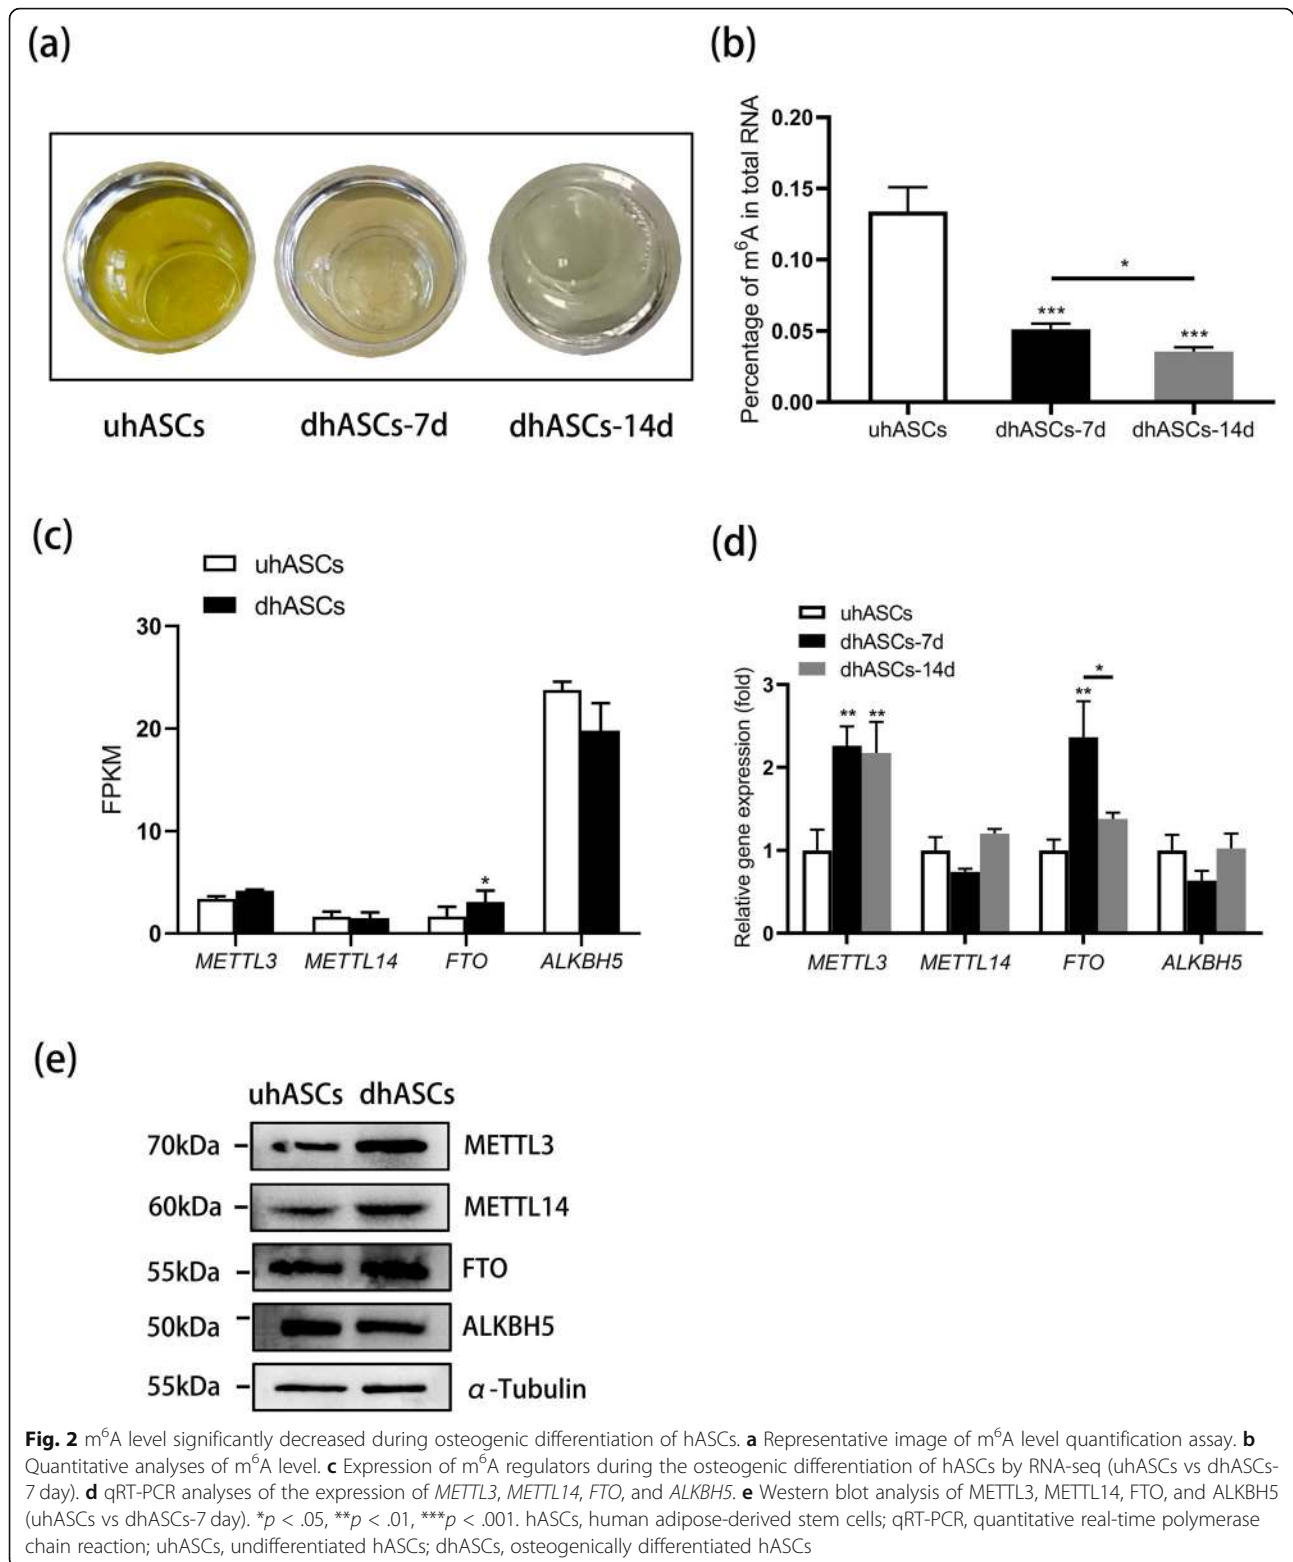 (a)
uhASCs dhASCs-7d dhASCs-14d
(b)
Percentage of m⁶A in total RNA
0.20
0.15
0.10
0.05
0.00
*
***
***
uhASCs dhASCs-7d dhASCs-14d
(c)
uhASCs
dhASCs
FPKM
30
20
10
0
*
METTL3 METTL14 FTO ALKBH5
(d)
uhASCs
dhASCs-7d
dhASCs-14d
Relative gene expression (fold)
3
2
1
0
** **
**
*
METTL3 METTL14 FTO ALKBH5
(e)
uhASCs dhASCs
70kDa METTL3
60kDa METTL14
55kDa FTO
50kDa ALKBH5
55kDa α-Tubulin
Fig. 2 m⁶A level significantly decreased during osteogenic differentiation of hASCs. a Representative image of m⁶A level quantification assay. b
Quantitative analyses of m⁶A level. c Expression of m⁶A regulators during the osteogenic differentiation of hASCs by RNA-seq (uhASCs vs dhASCs-
7 day). d qRT-PCR analyses of the expression of METTL3, METTL14, FTO, and ALKBH5. e Western blot analysis of METTL3, METTL14, FTO, and ALKBH5
(uhASCs vs dhASCs-7 day). *p < .05, **p < .01, ***p < .001. hASCs, human adipose-derived stem cells; qRT-PCR, quantitative real-time polymerase
chain reaction; uhASCs, undifferentiated hASCs; dhASCs, osteogenically differentiated hASCs